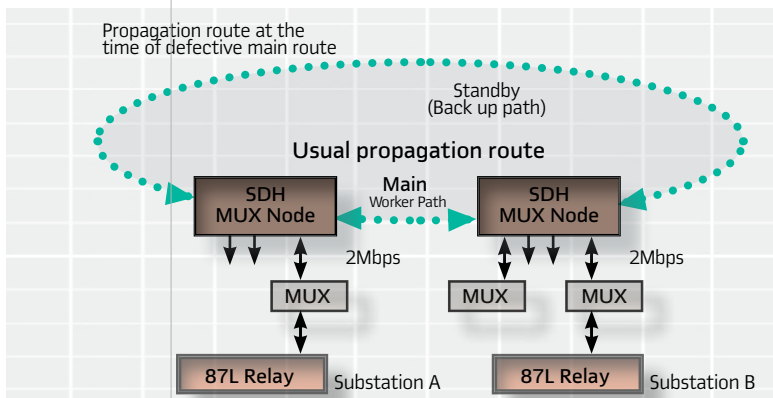 Propagation route at the
time of defective main route
Standby
(Back up path)
Usual propagation route
SDH
MUX Node
Main
Worker Path
SDH
MUX Node
2Mbps
2Mbps
MUX
MUX
MUX
87L Relay
Substation A
87L Relay
Substation B